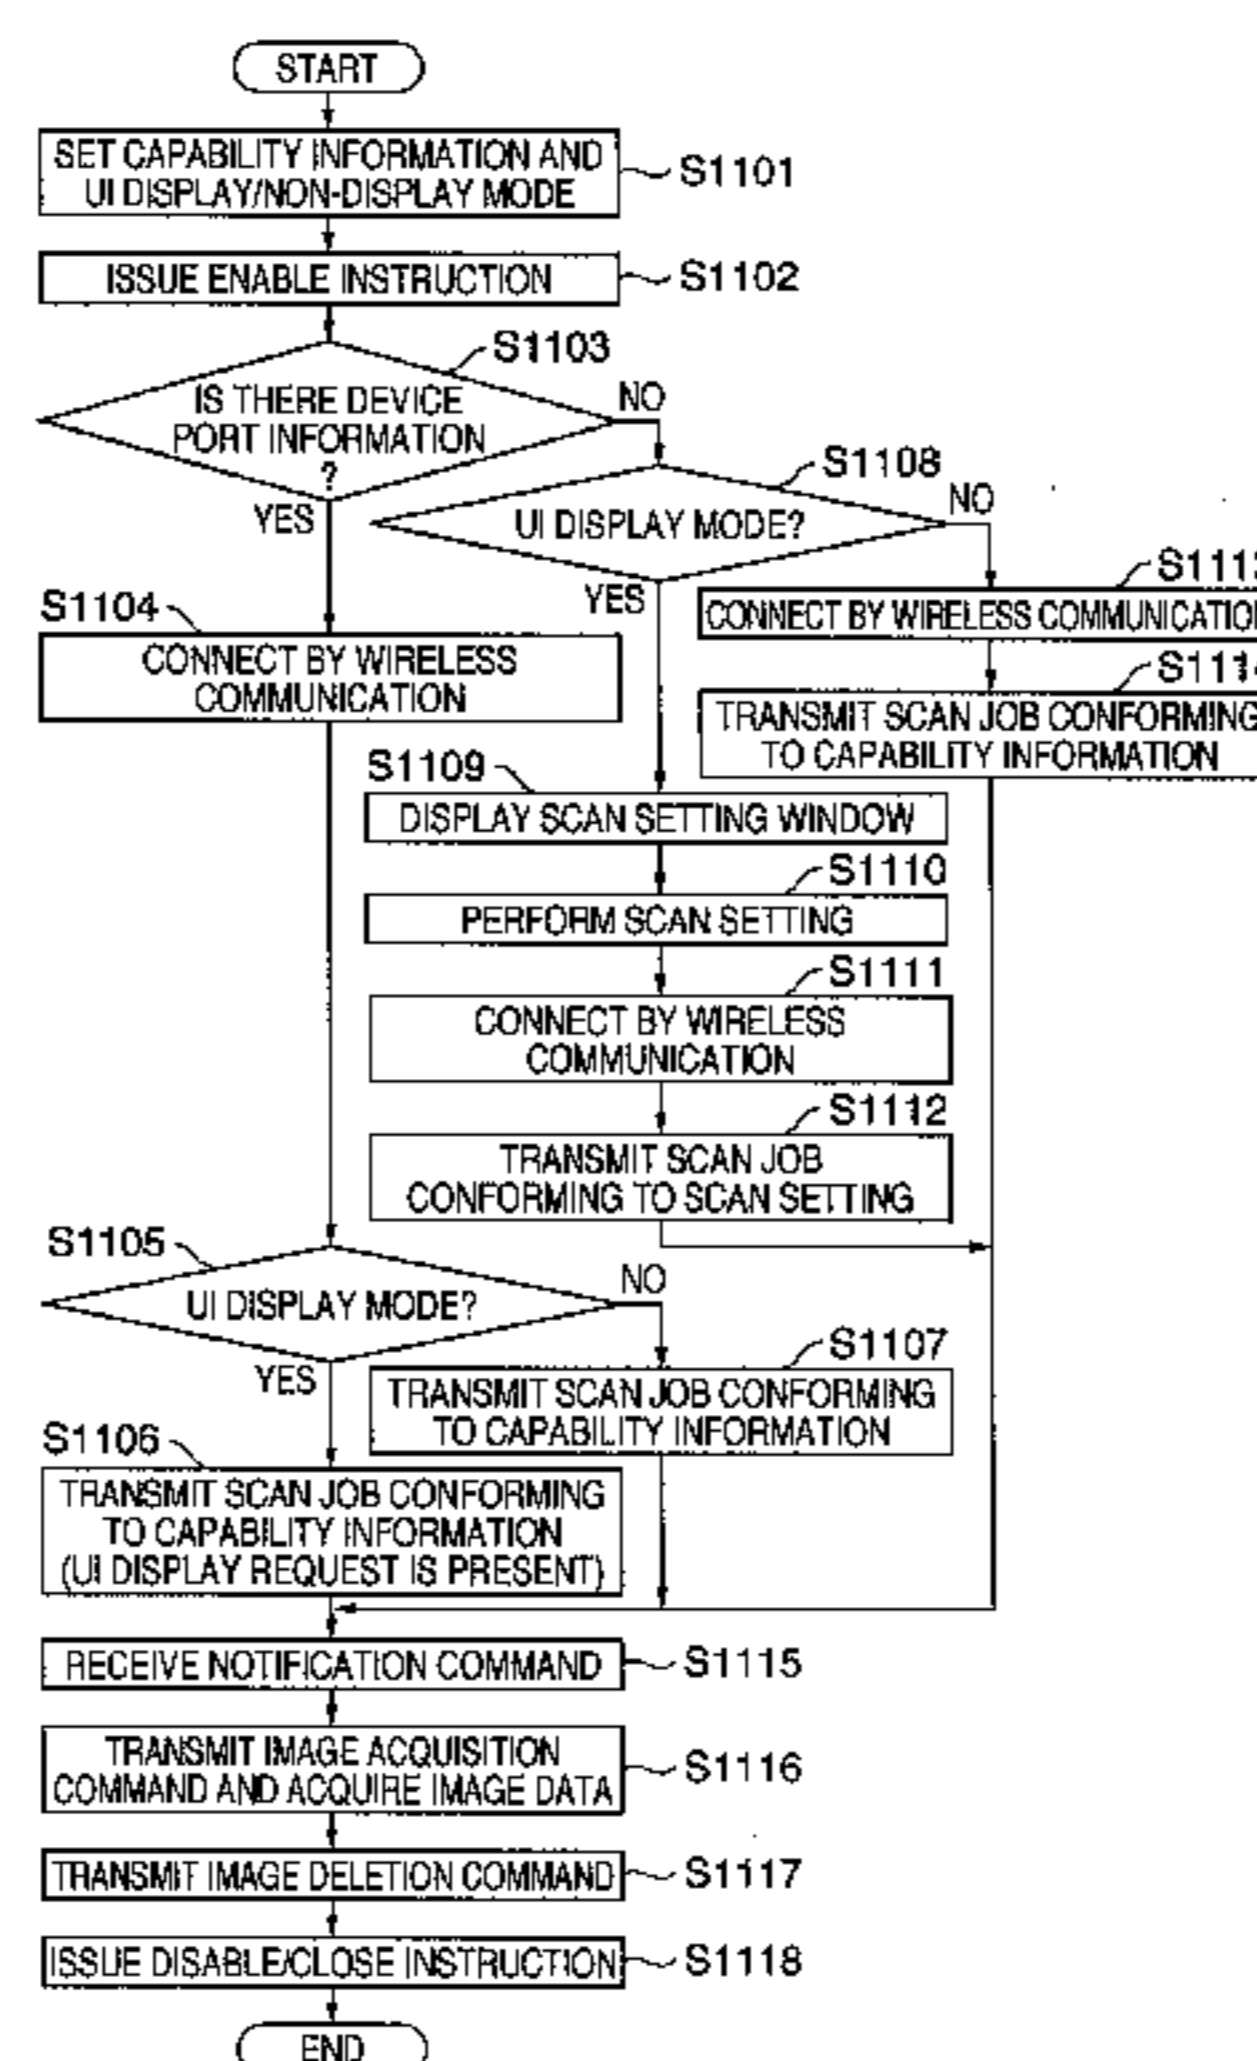 START
SET CAPABILITY INFORMATION AND
UI DISPLAY/NON-DISPLAY MODE
S1101
ISSUE ENABLE INSTRUCTION
S1102
S1103
IS THERE DEVICE
PORT INFORMATION
?
NO
YES
S1108
UI DISPLAY MODE?
NO
YES
S1104
CONNECT BY WIRELESS
COMMUNICATION
CONNECT BY WIRELESS
TRANSMIT SCAN JOB CONFORMING
TO CAPABILITY INFORMATION
S1109
DISPLAY SCAN SETTING WINDOW
S1110
PERFORM SCAN SETTING
S1111
CONNECT BY WIRELESS
COMMUNICATION
S1112
TRANSMIT SCAN JOB
CONFORMING TO SCAN SETTING
S1105
UI DISPLAY MODE?
NO
YES
S1107
TRANSMIT SCAN JOB CONFORMING
TO CAPABILITY INFORMATION
S1106
TRANSMIT SCAN JOB CONFORMING
TO CAPABILITY INFORMATION
(UI DISPLAY REQUEST IS PRESENT)
RECEIVE NOTIFICATION COMMAND
S1115
TRANSMIT IMAGE ACQUISITION
COMMAND AND ACQUIRE IMAGE DATA
S1116
TRANSMIT IMAGE DELETION COMMAND
S1117
ISSUE DISABLE/CLOSE INSTRUCTION
S1118
END